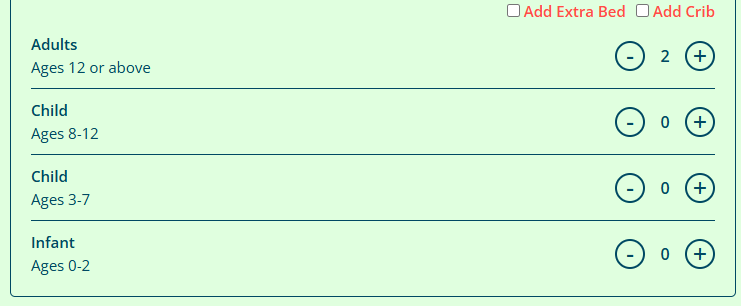 Add Extra Bed Add Crib
Adults
Ages 12 or above
- 2 +
Child
Ages 8-12
- 0 +
Child
Ages 3-7
- 0 +
Infant
Ages 0-2
- 0 +